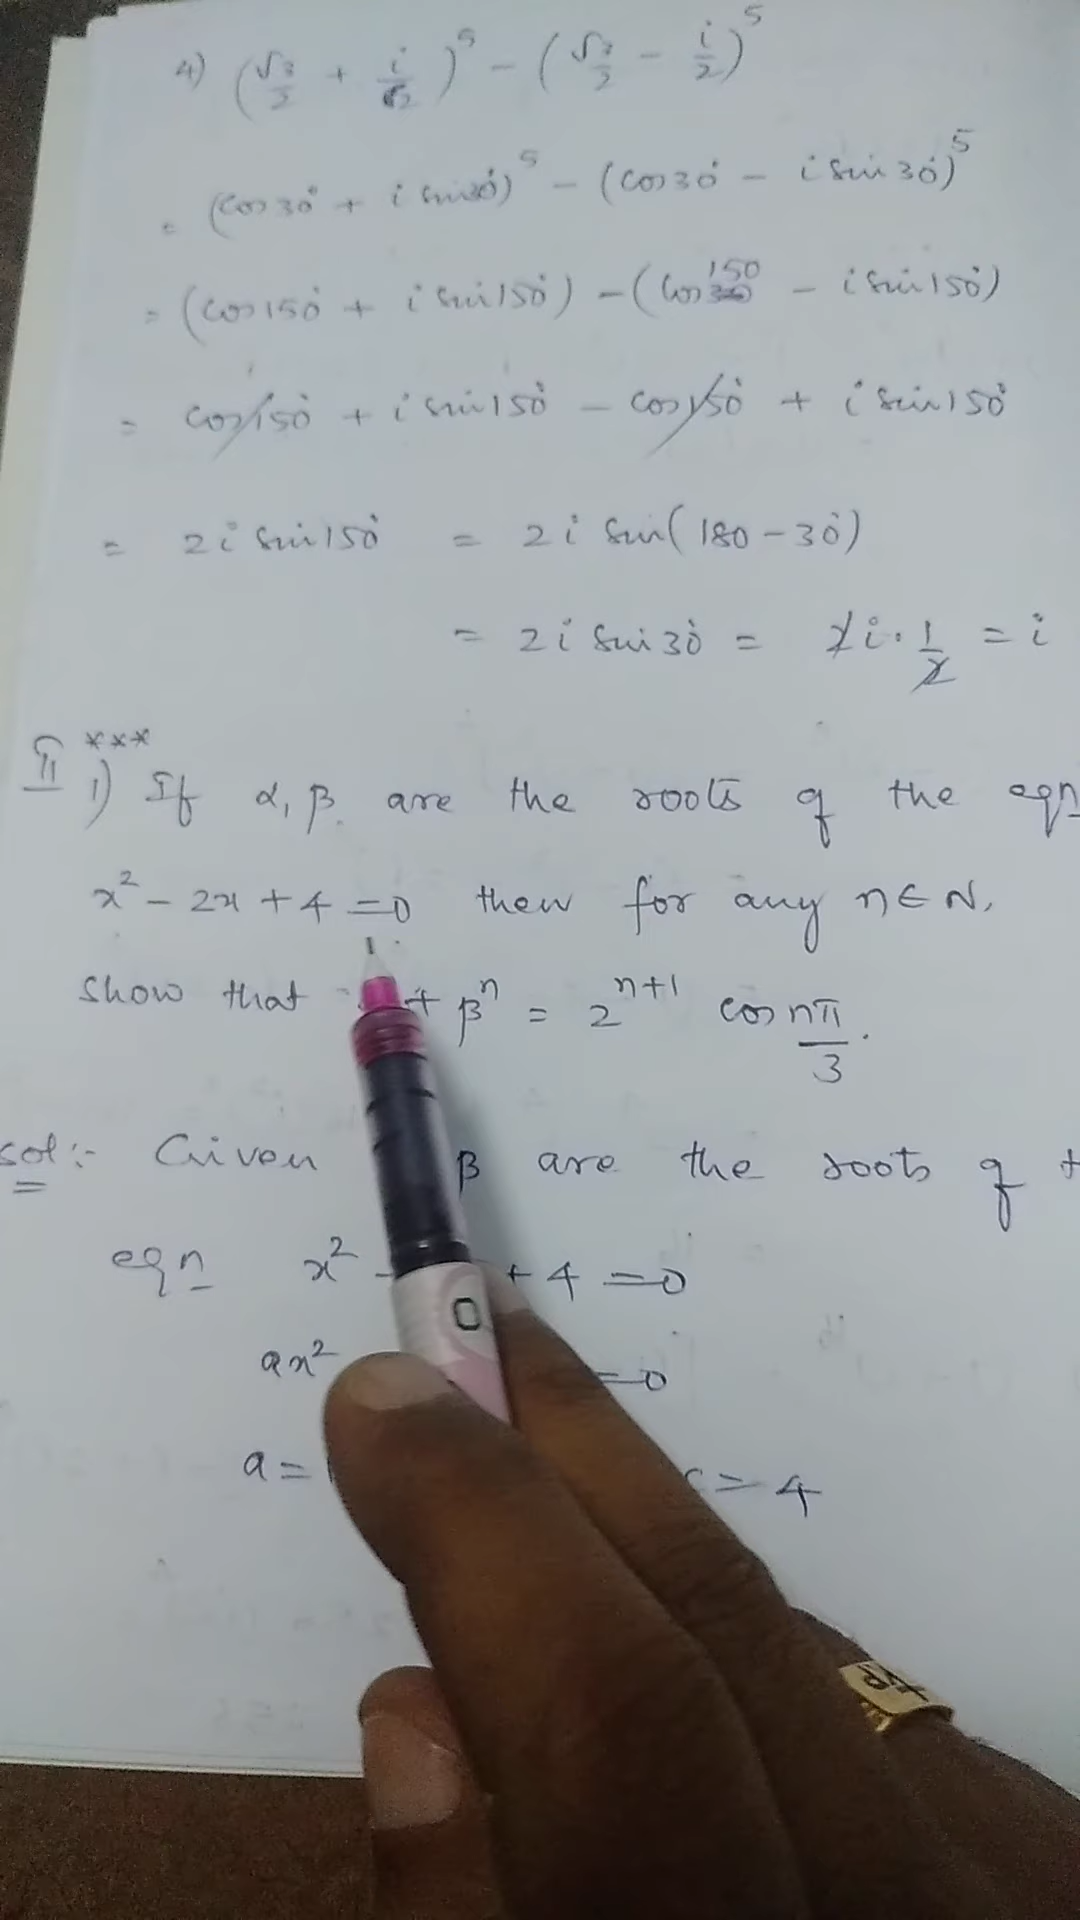 4) (√3/2 + i/2)^5 - (√3/2 - i/2)^5
= (cos30° + i sin30°)^5 - (cos30° - i sin30°)^5
= (cos150° + i sin150°) - (cos150 - i sin150°)
= cos150° + i sin150° - cos150° + i sin150°
= 2i sin150° = 2i sin(180-30°)
= 2i sin30° = 2i · 1/2 = i
II ***
1) If α, β are the roots of the eqn
x² - 2x + 4 = 0 then for any n ∈ N,
show that + β^n = 2^(n+1) cos nπ/3.
sol:- Given β are the roots of
eqn x² - + 4 = 0
ax² = 0
a = c = 4
0